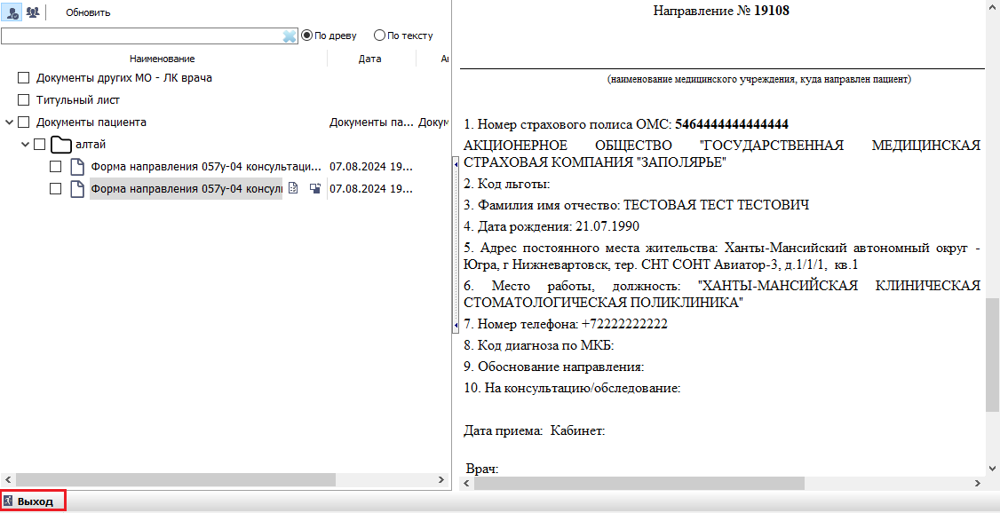 Обновить
По древу
По тексту
Наименование
Дата
Документы других МО - ЛК врача
Титульный лист
Документы пациента
Документы па...
алтай
Форма направления 057у-04 консультаци...
07.08.2024 19...
Форма направления 057у-04
07.08.2024 19...
Выход
Направление № 19108
(наименование медицинского учреждения, куда направлен пациент)
1. Номер страхового полиса ОМС: 5464444444444444
АКЦИОНЕРНОЕ ОБЩЕСТВО "ГОСУДАРСТВЕННАЯ МЕДИЦИНСКАЯ
СТРАХОВАЯ КОМПАНИЯ "ЗАПОЛЯРЬЕ"
2. Код льготы:
3. Фамилия имя отчество: ТЕСТОВАЯ ТЕСТ ТЕСТОВИЧ
4. Дата рождения: 21.07.1990
5. Адрес постоянного места жительства: Ханты-Мансийский автономный округ -
Югра, г Нижневартовск, тер. СНТ СОНТ Авиатор-3, д.1/1/1, кв.1
6. Место работы, должность: "ХАНТЫ-МАНСИЙСКАЯ КЛИНИЧЕСКАЯ
СТОМАТОЛОГИЧЕСКАЯ ПОЛИКЛИНИКА"
7. Номер телефона: +72222222222
8. Код диагноза по МКБ:
9. Обоснование направления:
10. На консультацию/обследование:
Дата приема: Кабинет:
Врач: